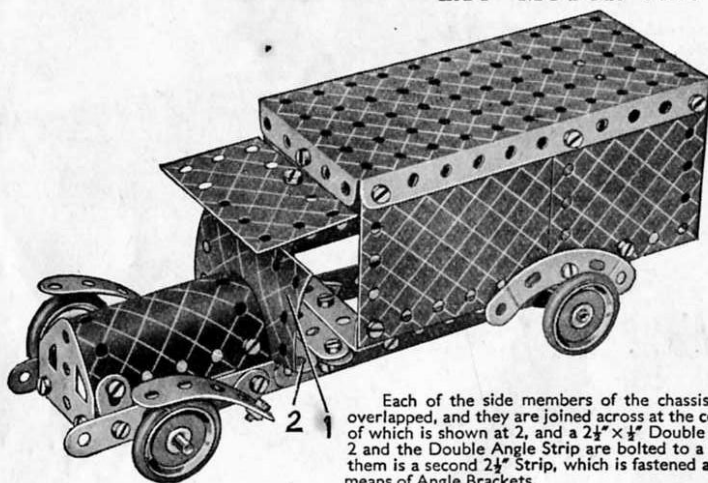 2 1
Each of the side members of the chassis
overlapped, and they are joined across at the c
of which is shown at 2, and a 2½″ × ½″ Double
2 and the Double Angle Strip are bolted to a
them is a second 2½″ Strip, which is fastened a
means of Angle Brackets.